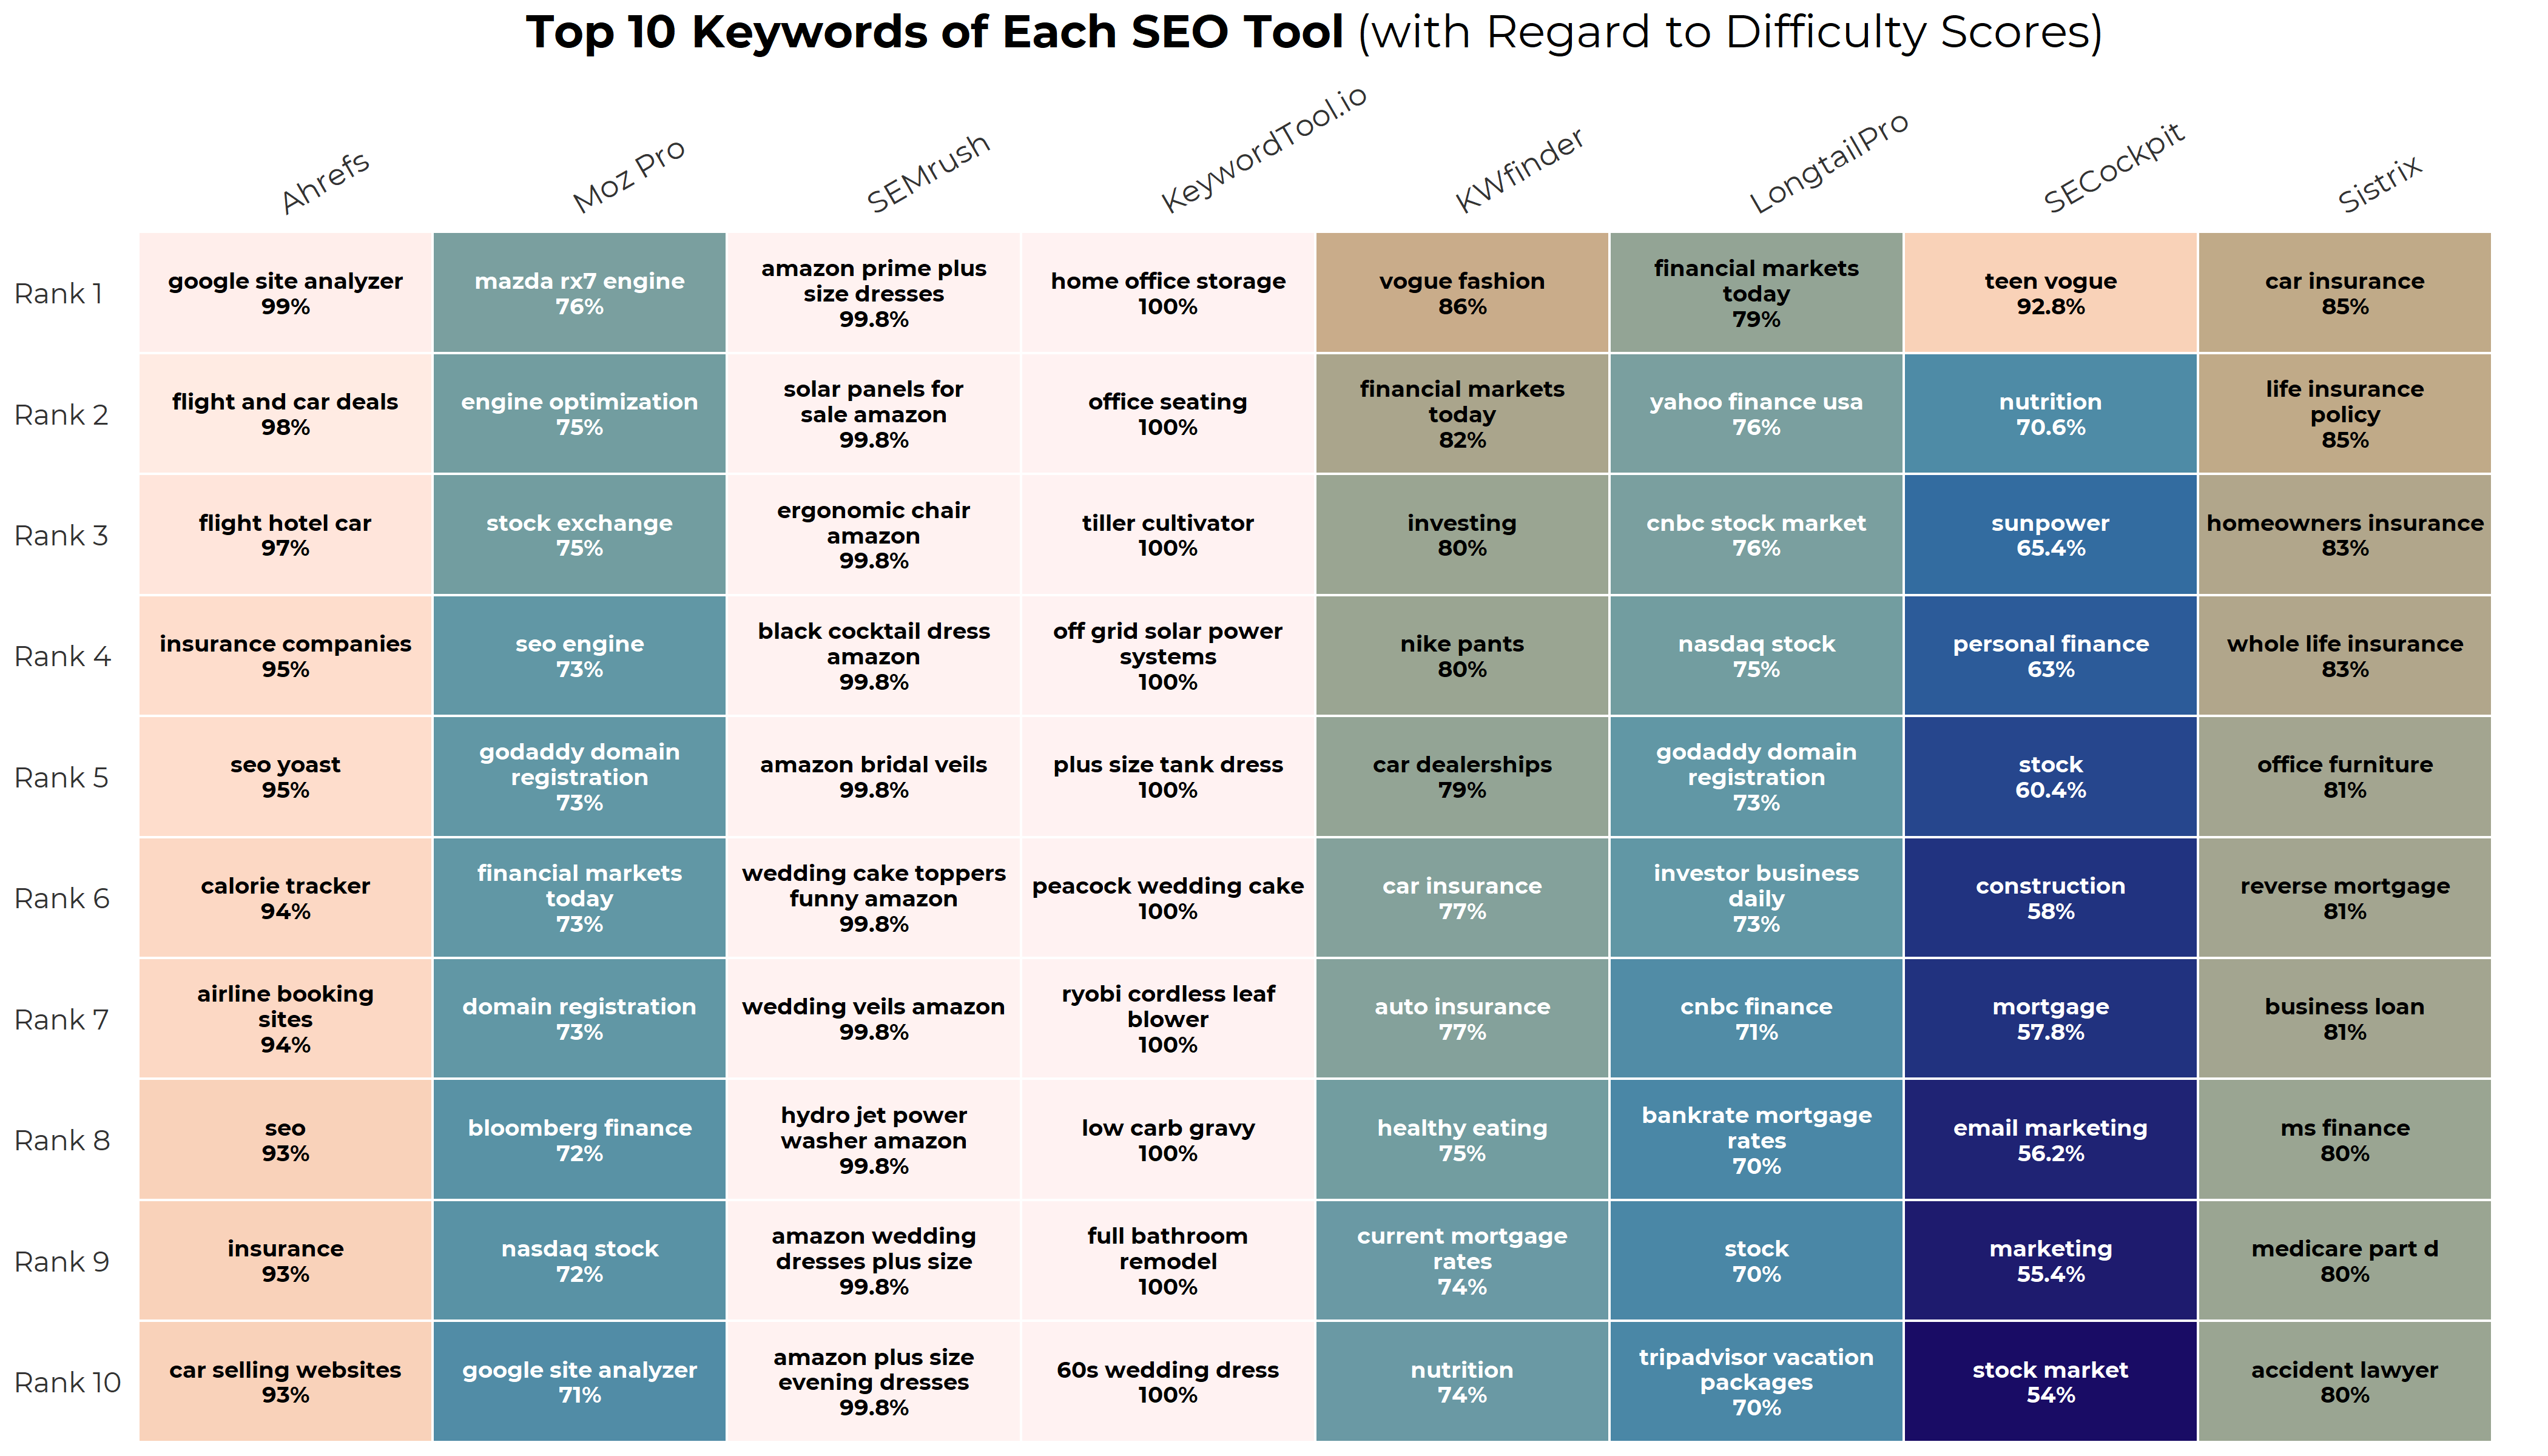 Top 10 Keywords of Each SEO Tool (with Regard to Difficulty Scores)
Ahrefs
Moz Pro
SEMrush
KeywordTool.io
KWfinder
LongtailPro
SECockpit
Sistrix
Rank 1
google site analyzer
99%
mazda rx7 engine
76%
amazon prime plus
size dresses
99.8%
home office storage
100%
vogue fashion
86%
financial markets
today
79%
teen vogue
92.8%
car insurance
85%
Rank 2
flight and car deals
98%
engine optimization
75%
solar panels for
sale amazon
99.8%
office seating
100%
financial markets
today
82%
yahoo finance usa
76%
nutrition
70.6%
life insurance
policy
85%
Rank 3
flight hotel car
97%
stock exchange
75%
ergonomic chair
amazon
99.8%
tiller cultivator
100%
investing
80%
cnbc stock market
76%
sunpower
65.4%
homeowners insurance
83%
Rank 4
insurance companies
95%
seo engine
73%
black cocktail dress
amazon
99.8%
off grid solar power
systems
100%
nike pants
80%
nasdaq stock
75%
personal finance
63%
whole life insurance
83%
Rank 5
seo yoast
95%
godaddy domain
registration
73%
amazon bridal veils
99.8%
plus size tank dress
100%
car dealerships
79%
godaddy domain
registration
73%
stock
60.4%
office furniture
81%
Rank 6
calorie tracker
94%
financial markets
today
73%
wedding cake toppers
funny amazon
99.8%
peacock wedding cake
100%
car insurance
77%
investor business
daily
73%
construction
58%
reverse mortgage
81%
Rank 7
airline booking
sites
94%
domain registration
73%
wedding veils amazon
99.8%
ryobi cordless leaf
blower
100%
auto insurance
77%
cnbc finance
71%
mortgage
57.8%
business loan
81%
Rank 8
seo
93%
bloomberg finance
72%
hydro jet power
washer amazon
99.8%
low carb gravy
100%
healthy eating
75%
bankrate mortgage
rates
70%
email marketing
56.2%
ms finance
80%
Rank 9
insurance
93%
nasdaq stock
72%
amazon wedding
dresses plus size
99.8%
full bathroom
remodel
100%
current mortgage
rates
74%
stock
70%
marketing
55.4%
medicare part d
80%
Rank 10
car selling websites
93%
google site analyzer
71%
amazon plus size
evening dresses
99.8%
60s wedding dress
100%
nutrition
74%
tripadvisor vacation
packages
70%
stock market
54%
accident lawyer
80%